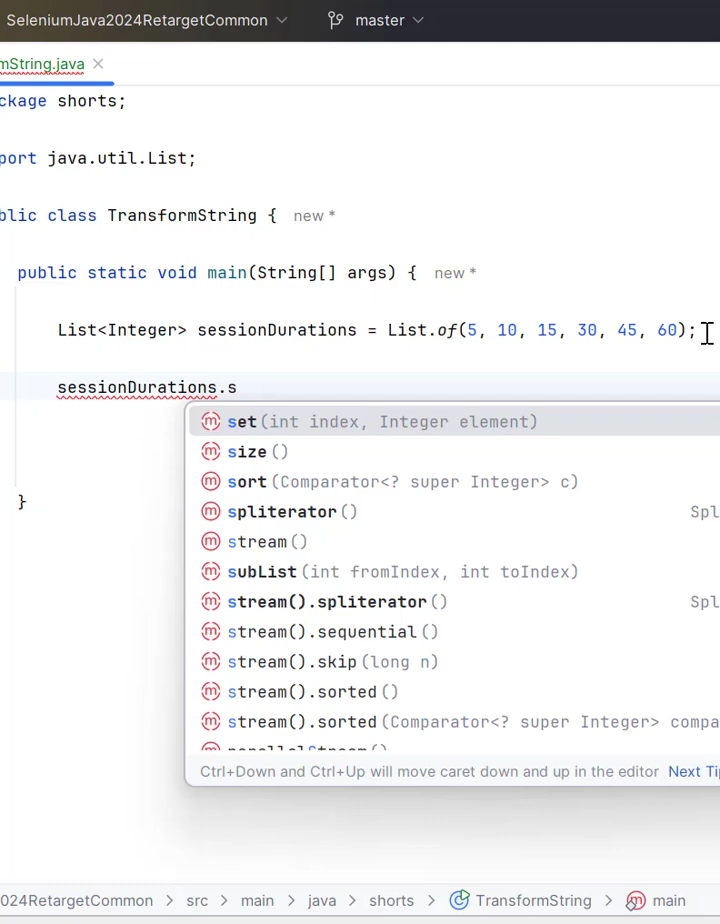 SeleniumJava2024RetargetCommon master
mString.java
ckage shorts;
port java.util.List;
blic class TransformString { new *
public static void main(String[] args) { new *
List<Integer> sessionDurations = List.of(5, 10, 15, 30, 45, 60);
sessionDurations.s
set(int index, Integer element)
size()
sort(Comparator<? super Integer> c)
spliterator() Spl
stream()
subList(int fromIndex, int toIndex)
stream().spliterator() Spl
stream().sequential()
stream().skip(long n)
stream().sorted()
stream().sorted(Comparator<? super Integer> compa
parallelStream()
Ctrl+Down and Ctrl+Up will move caret down and up in the editor Next Tip
}
024RetargetCommon > src > main > java > shorts > TransformString > main